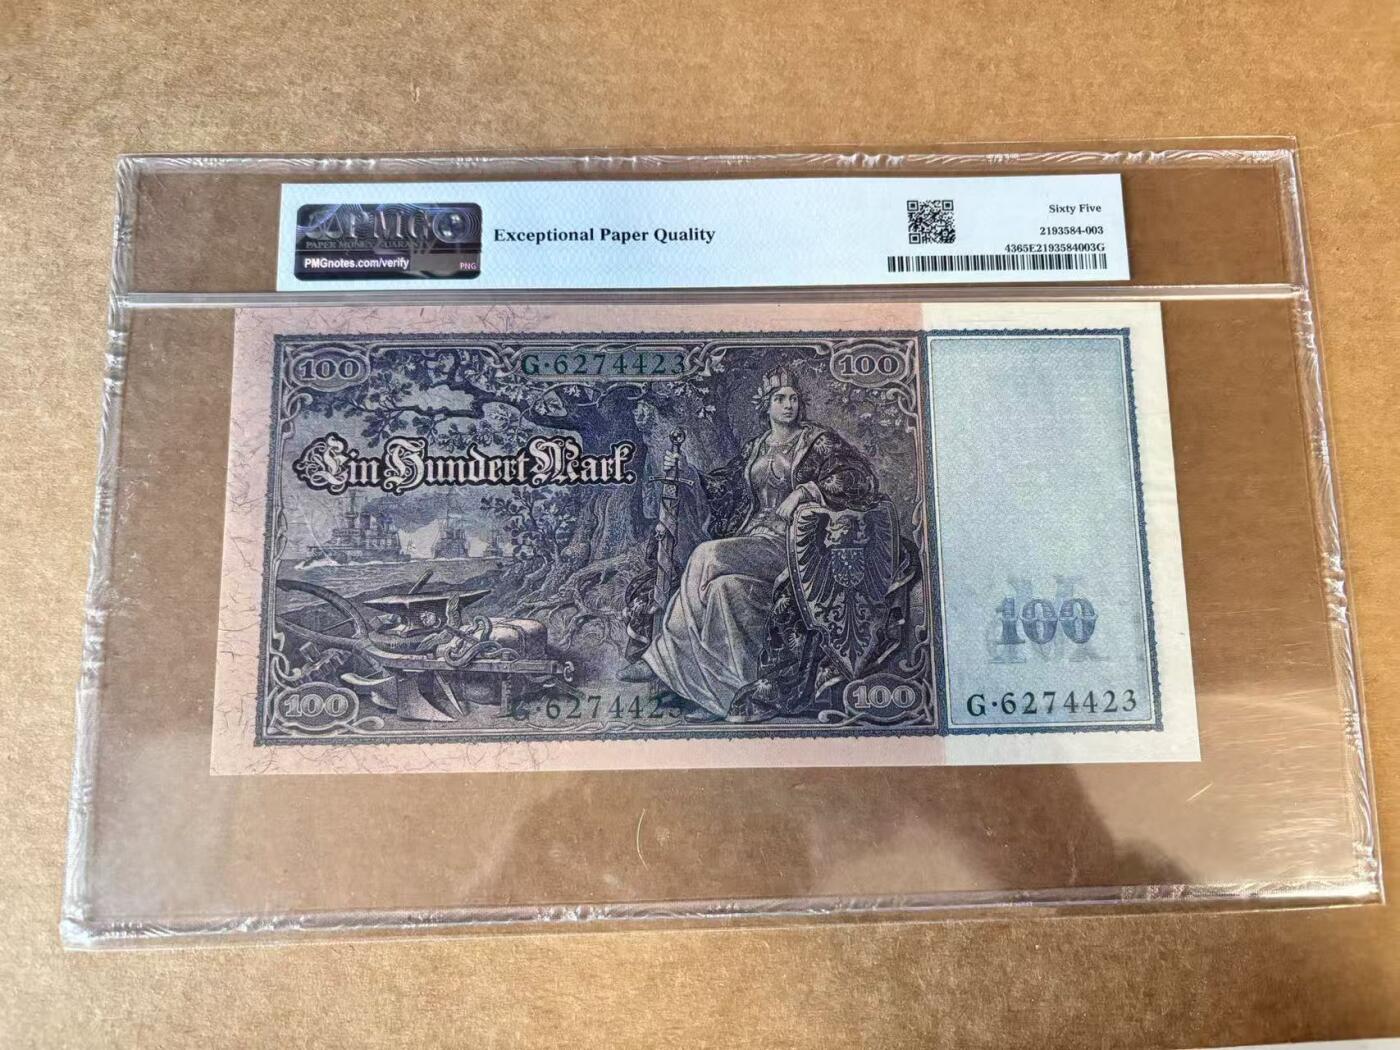 PMG
PAPER MONEY GUARANTY
PMGnotes.com/verify
PNG
Exceptional Paper Quality
Sixty Five
2193584-003
4365E2193584003G
100
G·6274423
100
Ein Hundert Mark.
100
G·6274423
100
100
G·6274423